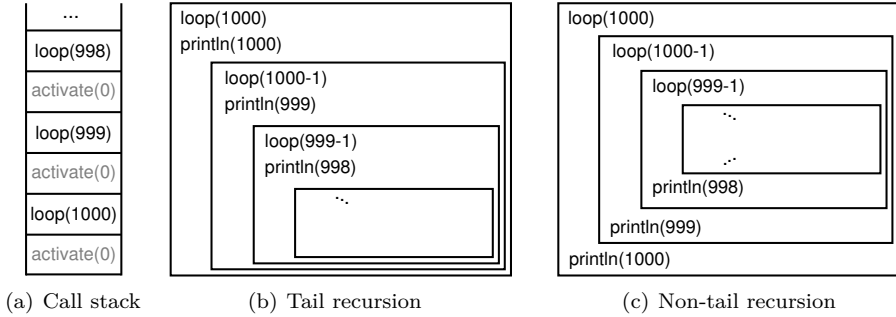 ...
loop(998)
activate(0)
loop(999)
activate(0)
loop(1000)
activate(0)
(a) Call stack
loop(1000)
println(1000)
loop(1000-1)
println(999)
loop(999-1)
println(998)
⋱
(b) Tail recursion
loop(1000)
loop(1000-1)
loop(999-1)
⋱
⋰
println(998)
println(999)
println(1000)
(c) Non-tail recursion